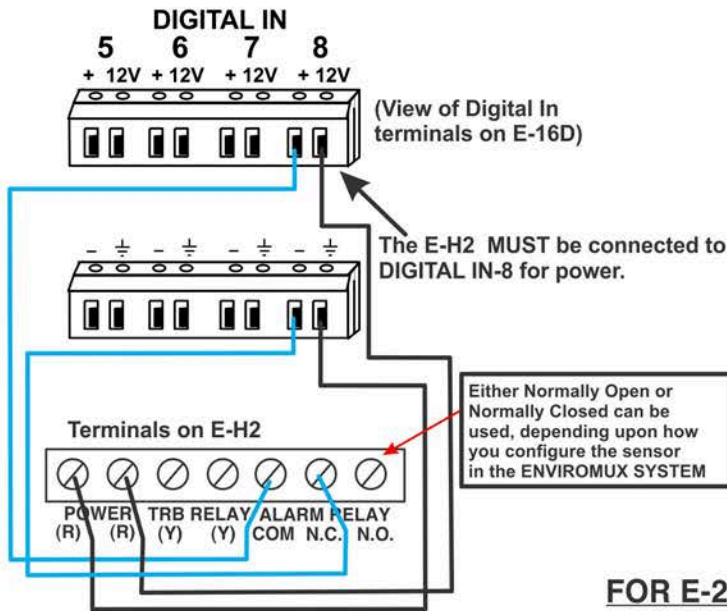 DIGITAL IN
5 6 7 8
+ 12V + 12V + 12V + 12V
(View of Digital In
terminals on E-16D)
The E-H2 MUST be connected to
DIGITAL IN-8 for power.
– ⏚ – ⏚ – ⏚ – ⏚
Either Normally Open or
Normally Closed can be
used, depending upon how
you configure the sensor
in the ENVIROMUX SYSTEM
Terminals on E-H2
POWER TRB RELAY ALARM RELAY
(R) (R) (Y) (Y) COM N.C. N.O.
FOR E-2